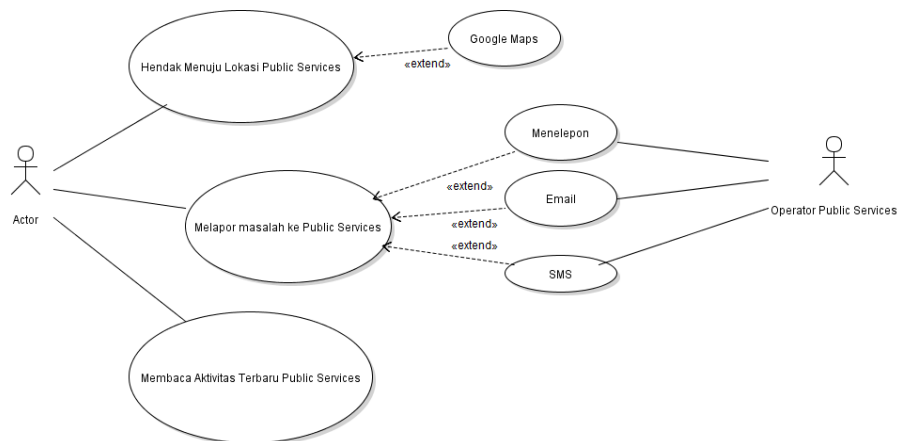 Google Maps
Hendak Menuju Lokasi Public Services
«extend»
Menelepon
«extend»
Email
Actor
Operator Public Services
Melapor masalah ke Public Services
«extend»
«extend»
SMS
Membaca Aktivitas Terbaru Public Services